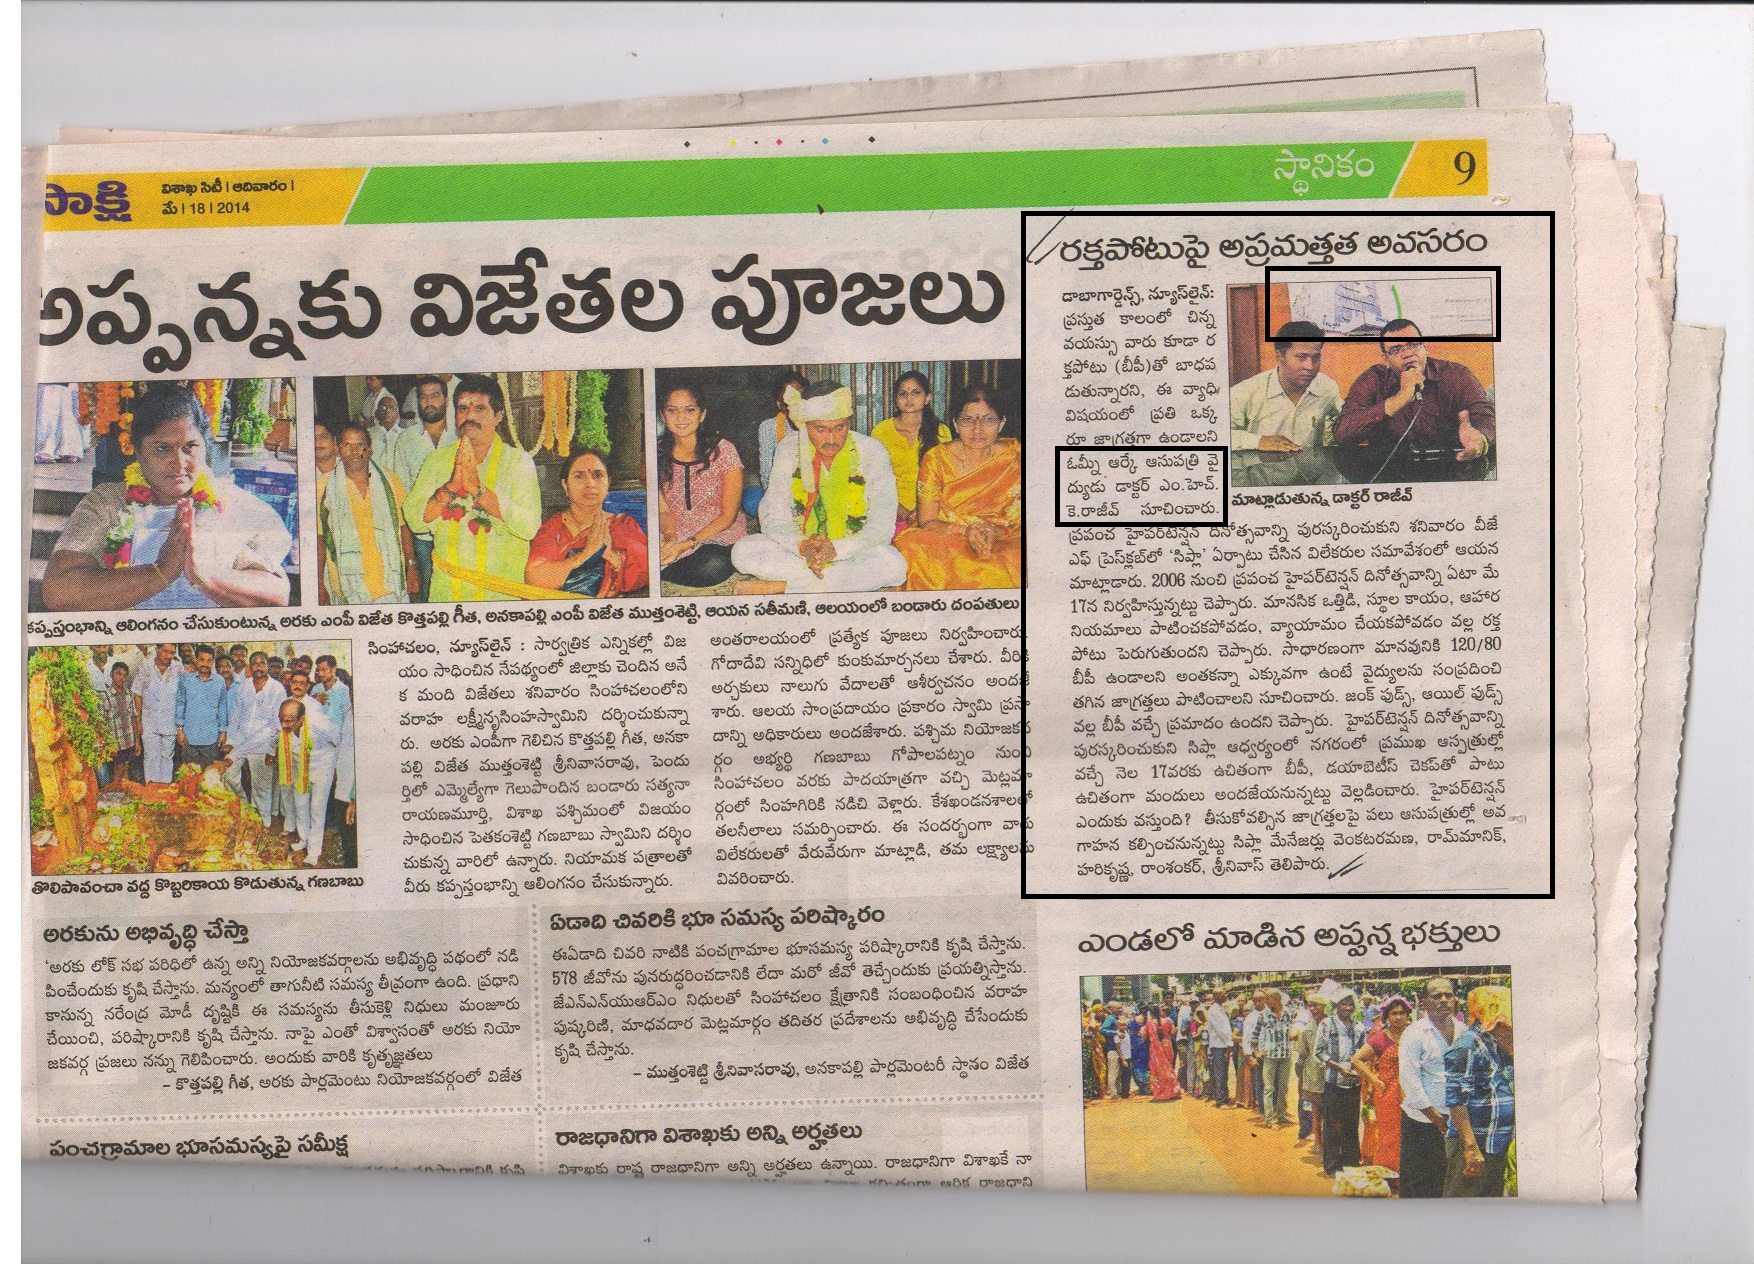 సాక్షి
విశాఖ సిటీ | ఆదివారం |
మే | 18 | 2014
స్థానికం
9
అప్పన్నకు విజేతల పూజలు
కప్పస్తంభాన్ని ఆలింగనం చేసుకుంటున్న అరకు ఎంపీ విజేత కొత్తపల్లి గీత, అనకాపల్లి ఎంపీ విజేత ముత్తంశెట్టి, ఆయన సతీమణి, ఆలయంలో బండారు దంపతులు
తొలిపావంచా వద్ద కొబ్బరికాయ కొడుతున్న గణబాబు
సింహాచలం, న్యూస్‌లైన్ : సార్వత్రిక ఎన్నికల్లో విజ
యం సాధించిన నేపథ్యంలో జిల్లాకు చెందిన అనే
క మంది విజేతలు శనివారం సింహాచలంలోని
వరాహ లక్ష్మీనృసింహస్వామిని దర్శించుకున్నా
రు. అరకు ఎంపీగా గెలిచిన కొత్తపల్లి గీత, అనకా
పల్లి విజేత ముత్తంశెట్టి శ్రీనివాసరావు, పెందు
ర్తిలో ఎమ్మెల్యేగా గెలుపొందిన బండారు సత్యనా
రాయణమూర్తి, విశాఖ పశ్చిమంలో విజయం
సాధించిన పెతకంశెట్టి గణబాబు స్వామిని దర్శిం
చుకున్న వారిలో ఉన్నారు. నియామక పత్రాలతో
వీరు కప్పస్తంభాన్ని ఆలింగనం చేసుకున్నారు.
అంతరాలయంలో ప్రత్యేక పూజలు నిర్వహించారు.
గోదాదేవి సన్నిధిలో కుంకుమార్చనలు చేశారు. వీరికి
అర్చకులు నాలుగు వేదాలతో ఆశీర్వచనం అందజే
శారు. ఆలయ సాంప్రదాయం ప్రకారం స్వామి ప్రసా
దాన్ని అధికారులు అందజేశారు. పశ్చిమ నియోజకవ
ర్గం అభ్యర్థి గణబాబు గోపాలపట్నం నుంచి
సింహాచలం వరకు పాదయాత్రగా వచ్చి మెట్లమా
ర్గంలో సింహగిరికి నడిచి వెళ్లారు. కేశఖండనశాలలో
తలనీలాలు సమర్పించారు. ఈ సందర్భంగా వారు
విలేకరులతో వేరువేరుగా మాట్లాడి, తమ లక్ష్యాలను
వివరించారు.
అరకును అభివృద్ధి చేస్తా
'అరకు లోక్ సభ పరిధిలో ఉన్న అన్ని నియోజకవర్గాలను అభివృద్ధి పథంలో నడి
పించేందుకు కృషి చేస్తాను. మన్యంలో తాగునీటి సమస్య తీవ్రంగా ఉంది. ప్రధాని
కానున్న నరేంద్ర మోడీ దృష్టికి ఈ సమస్యను తీసుకెళ్లి నిధులు మంజూరు
చేయించి, పరిష్కారానికి కృషి చేస్తాను. నాపై ఎంతో విశ్వాసంతో అరకు నియో
జకవర్గ ప్రజలు నన్ను గెలిపించారు. అందుకు వారికి కృతృజ్ఞతలు
– కొత్తపల్లి గీత, అరకు పార్లమెంటు నియోజకవర్గంలో విజేత
పంచగ్రామాల భూసమస్యపై సమీక్ష
ఏడాది చివరికి భూ సమస్య పరిష్కారం
ఈఏడాది చివరి నాటికి పంచగ్రామాల భూసమస్య పరిష్కారానికి కృషి చేస్తాను.
578 జీవోను పునరుద్ధరించడానికి లేదా మరో జీవో తెచ్చేందుకు ప్రయత్నిస్తాను.
జేఎన్ఎన్‌యుఆర్ఎం నిధులతో సింహాచలం క్షేత్రానికి సంబంధించిన వరాహ
పుష్కరిణి, మాధవదార మెట్లమార్గం తదితర ప్రదేశాలను అభివృద్ధి చేసేందుకు
కృషి చేస్తాను.
– ముత్తంశెట్టి శ్రీనివాసరావు, అనకాపల్లి పార్లమెంటరీ స్థానం విజేత
రాజధానిగా విశాఖకు అన్ని అర్హతలు
విశాఖకు రాష్ట్ర రాజధానిగా అన్ని అర్హతలు ఉన్నాయి. రాజధానిగా విశాఖకే నా
రక్తపోటుపై అప్రమత్తత అవసరం
డాబాగార్డెన్స్, న్యూస్‌లైన్:
ప్రస్తుత కాలంలో చిన్న
వయస్సు వారు కూడా ర
క్తపోటు (బీపీ)తో బాధప
డుతున్నారని, ఈ వ్యాధి
విషయంలో ప్రతి ఒక్క
రూ జాగ్రత్తగా ఉండాలని
ఓమ్నీ ఆర్కే ఆసుపత్రి వై
ద్యుడు డాక్టర్ ఎం.హెచ్.
కె.రాజీవ్ సూచించారు.
మాట్లాడుతున్న డాక్టర్ రాజీవ్
ప్రపంచ హైపర్‌టెన్షన్ దినోత్సవాన్ని పురస్కరించుకుని శనివారం వీజే
ఎఫ్ ప్రెస్‌క్లబ్‌లో 'సిప్లా' ఏర్పాటు చేసిన విలేకరుల సమావేశంలో ఆయన
మాట్లాడారు. 2006 నుంచి ప్రపంచ హైపర్‌టెన్షన్ దినోత్సవాన్ని ఏటా మే
17న నిర్వహిస్తున్నట్టు చెప్పారు. మానసిక ఒత్తిడి, స్థూల కాయం, ఆహార
నియమాలు పాటించకపోవడం, వ్యాయామం చేయకపోవడం వల్ల రక్త
పోటు పెరుగుతుందని చెప్పారు. సాధారణంగా మానవునికి 120/80
బీపీ ఉండాలని అంతకన్నా ఎక్కువగా ఉంటే వైద్యులను సంప్రదించి
తగిన జాగ్రత్తలు పాటించాలని సూచించారు. జంక్ ఫుడ్స్, ఆయిల్ ఫుడ్స్
వల్ల బీపీ వచ్చే ప్రమాదం ఉందని చెప్పారు. హైపర్‌టెన్షన్ దినోత్సవాన్ని
పురస్కరించుకుని సిప్లా ఆధ్వర్యంలో నగరంలో ప్రముఖ ఆస్పత్రుల్లో
వచ్చే నెల 17వరకు ఉచితంగా బీపీ, డయాబెటీస్ చెకప్‌తో పాటు
ఉచితంగా మందులు అందజేయనున్నట్టు వెల్లడించారు. హైపర్‌టెన్షన్
ఎందుకు వస్తుంది? తీసుకోవల్సిన జాగ్రత్తలపై పలు ఆసుపత్రుల్లో అవ
గాహన కల్పించనున్నట్టు సిప్లా మేనేజర్లు వెంకటరమణ, రామ్‌మానిక్,
హరికృష్ణ, రాంశంకర్, శ్రీనివాస్ తెలిపారు.
ఎండలో మాడిన అప్పన్న భక్తులు